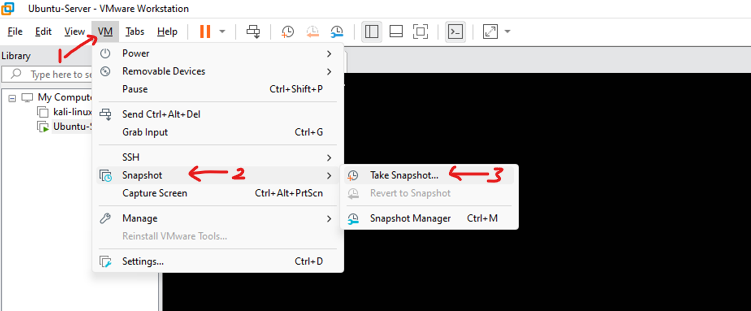 Ubuntu-Server - VMware Workstation
File Edit View VM Tabs Help
1
Library
Type here to se
My Compute
kali-linux
Ubuntu-S
Power
Removable Devices
Pause Ctrl+Shift+P
Send Ctrl+Alt+Del
Grab Input Ctrl+G
SSH
Snapshot 2
Capture Screen Ctrl+Alt+PrtScn
Manage
Reinstall VMware Tools...
Settings... Ctrl+D
Take Snapshot... 3
Revert to Snapshot
Snapshot Manager Ctrl+M